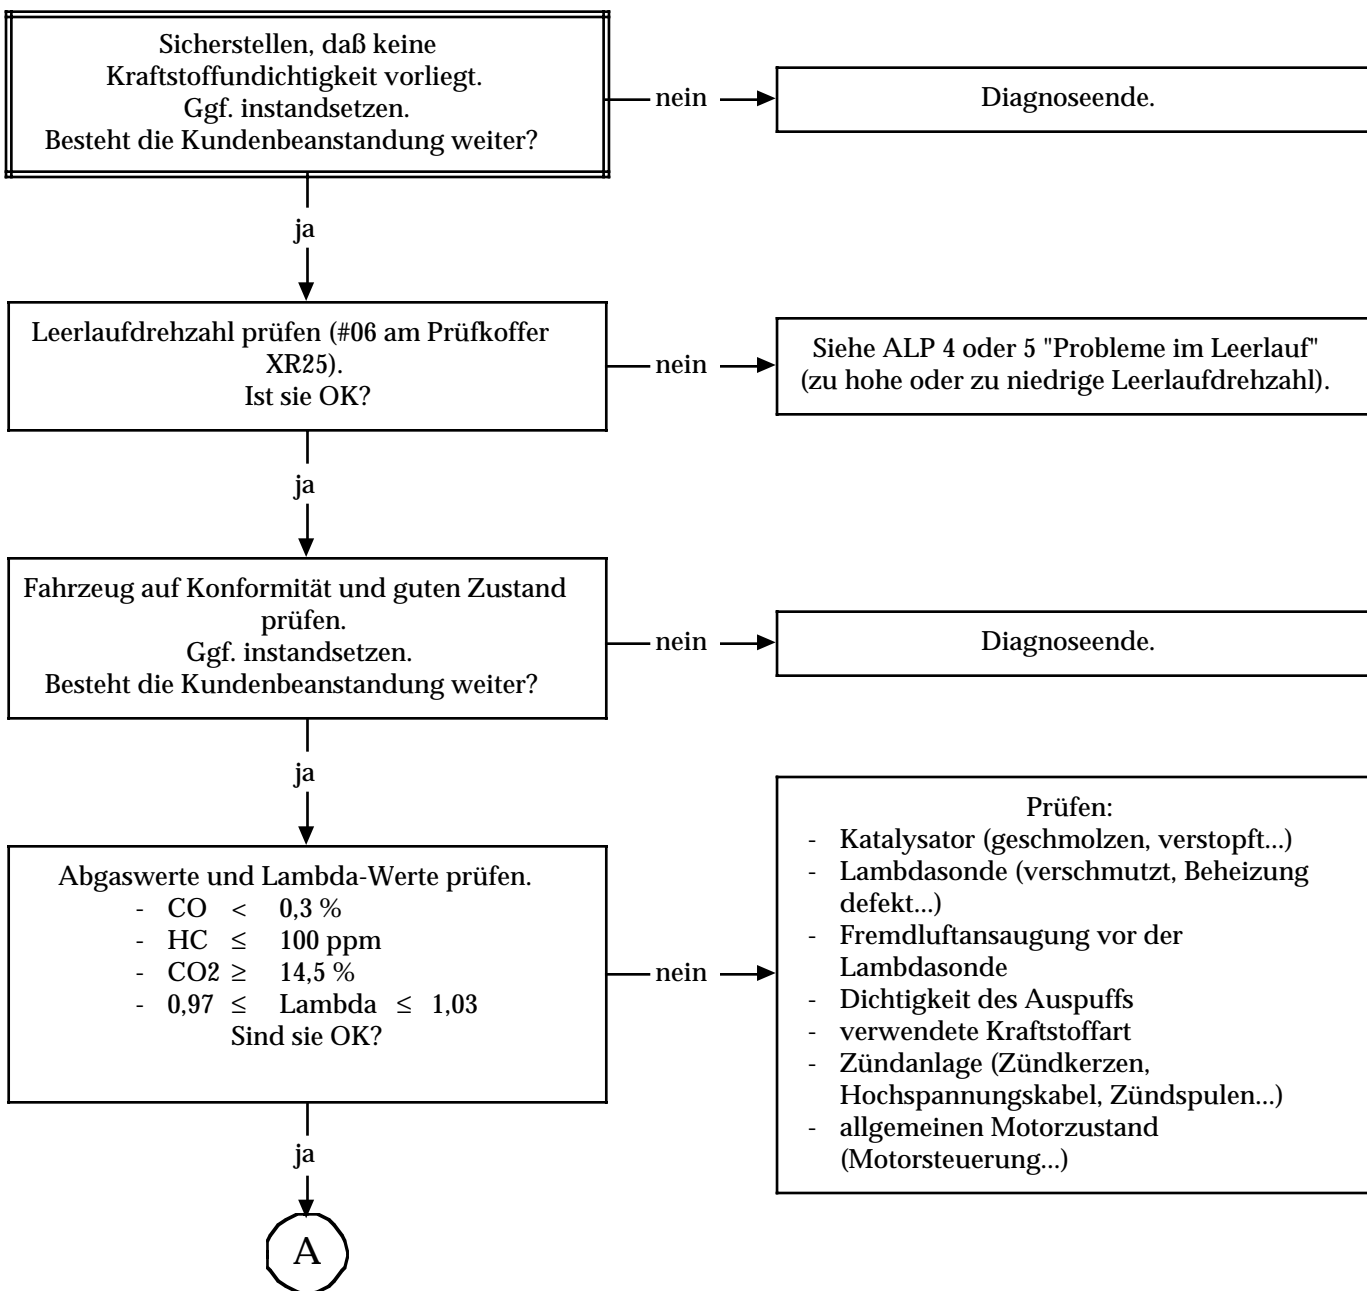 Sicherstellen, daß keine
Kraftstoffundichtigkeit vorliegt.
Ggf. instandsetzen.
Besteht die Kundenbeanstandung weiter?
nein
Diagnoseende.
ja
Leerlaufdrehzahl prüfen (#06 am Prüfkoffer
XR25).
Ist sie OK?
nein
Siehe ALP 4 oder 5 "Probleme im Leerlauf"
(zu hohe oder zu niedrige Leerlaufdrehzahl).
ja
Fahrzeug auf Konformität und guten Zustand
prüfen.
Ggf. instandsetzen.
Besteht die Kundenbeanstandung weiter?
nein
Diagnoseende.
ja
Abgaswerte und Lambda-Werte prüfen.
- CO < 0,3 %
- HC ≤ 100 ppm
- CO2 ≥ 14,5 %
- 0,97 ≤ Lambda ≤ 1,03
Sind sie OK?
nein
Prüfen:
- Katalysator (geschmolzen, verstopft...)
- Lambdasonde (verschmutzt, Beheizung
defekt...)
- Fremdluftansaugung vor der
Lambdasonde
- Dichtigkeit des Auspuffs
- verwendete Kraftstoffart
- Zündanlage (Zündkerzen,
Hochspannungskabel, Zündspulen...)
- allgemeinen Motorzustand
(Motorsteuerung...)
ja
A